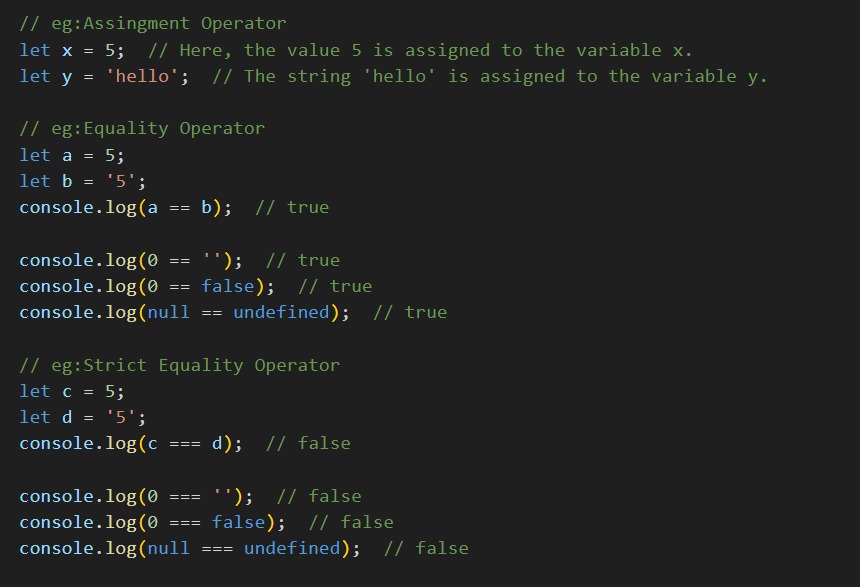 // eg:Assingment Operator
let x = 5;  // Here, the value 5 is assigned to the variable x.
let y = 'hello';  // The string 'hello' is assigned to the variable y.
// eg:Equality Operator
let a = 5;
let b = '5';
console.log(a == b);  // true
console.log(0 == '');  // true
console.log(0 == false);  // true
console.log(null == undefined);  // true
// eg:Strict Equality Operator
let c = 5;
let d = '5';
console.log(c === d);  // false
console.log(0 === '');  // false
console.log(0 === false);  // false
console.log(null === undefined);  // false